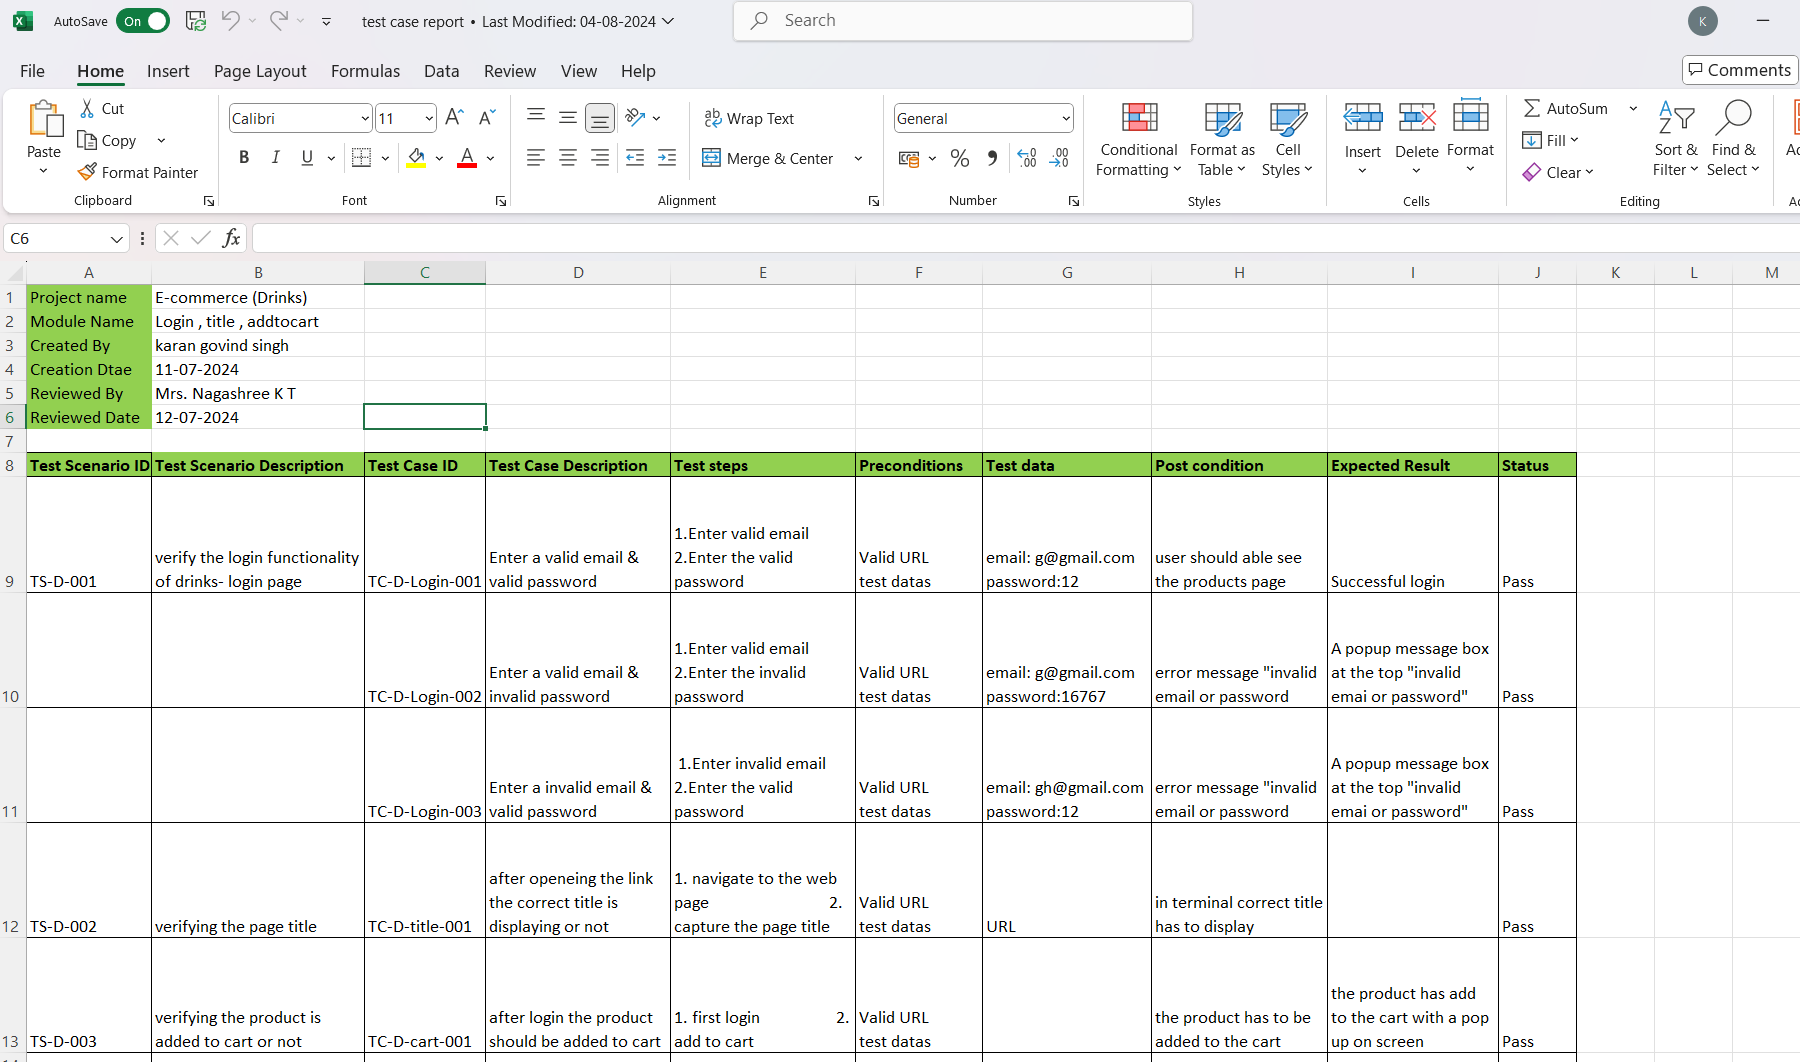 AutoSave On test case report • Last Modified: 04-08-2024 Search K
File Home Insert Page Layout Formulas Data Review View Help Comments
Paste
Cut
Copy
Format Painter
Clipboard
Calibri 11
B I U
Font
Wrap Text
Merge & Center
Alignment
General
Number
Conditional
Formatting
Format as
Table
Cell
Styles
Styles
Insert
Delete
Format
Cells
AutoSum
Fill
Clear
Sort &
Filter
Find &
Select
Editing
C6
fx
A B C D E F G H I J K L M
1 Project name E-commerce (Drinks)
2 Module Name Login , title , addtocart
3 Created By karan govind singh
4 Creation Dtae 11-07-2024
5 Reviewed By Mrs. Nagashree K T
6 Reviewed Date 12-07-2024
7
8 Test Scenario ID Test Scenario Description Test Case ID Test Case Description Test steps Preconditions Test data Post condition Expected Result Status
9 TS-D-001
verify the login functionality
of drinks- login page
TC-D-Login-001
Enter a valid email &
valid password
1.Enter valid email
2.Enter the valid
password
Valid URL
test datas
email: g@gmail.com
password:12
user should able see
the products page
Successful login
Pass
10
TC-D-Login-002
Enter a valid email &
invalid password
1.Enter valid email
2.Enter the invalid
password
Valid URL
test datas
email: g@gmail.com
password:16767
error message "invalid
email or password
A popup message box
at the top "invalid
emai or password"
Pass
11
TC-D-Login-003
Enter a invalid email &
valid password
1.Enter invalid email
2.Enter the valid
password
Valid URL
test datas
email: gh@gmail.com
password:12
error message "invalid
email or password
A popup message box
at the top "invalid
emai or password"
Pass
12 TS-D-002
verifying the page title
TC-D-title-001
after openeing the link
the correct title is
displaying or not
1. navigate to the web
page 2.
capture the page title
Valid URL
test datas
URL
in terminal correct title
has to display
Pass
13 TS-D-003
verifying the product is
added to cart or not
TC-D-cart-001
after login the product
should be added to cart
1. first login 2.
add to cart
Valid URL
test datas
the product has to be
added to the cart
the product has add
to the cart with a pop
up on screen
Pass